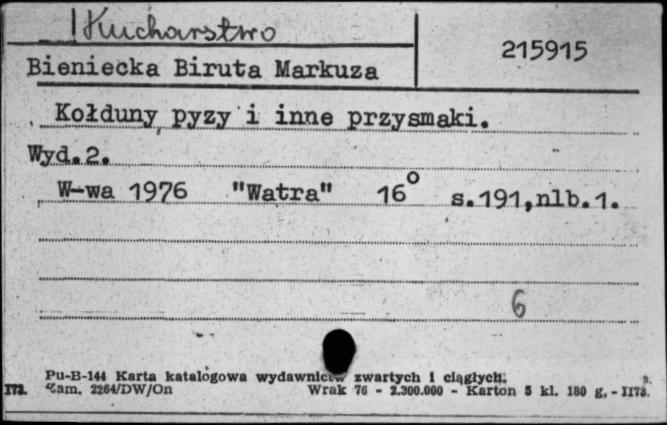 Kucharstwo
215915
Bieniecka Biruta Markuza
Kołduny, pyzy i inne przysmaki.
Wyd.2.
W-wa 1976 "Watra" 16° s.191,nlb.1.
6
Pu-B-144 Karta katalogowa wydawnictw zwartych i ciągłych.
Zam. 2264/DW/On Wrak 76 - 2.300.000 - Karton 5 kl. 180 g, - II73.
I73.